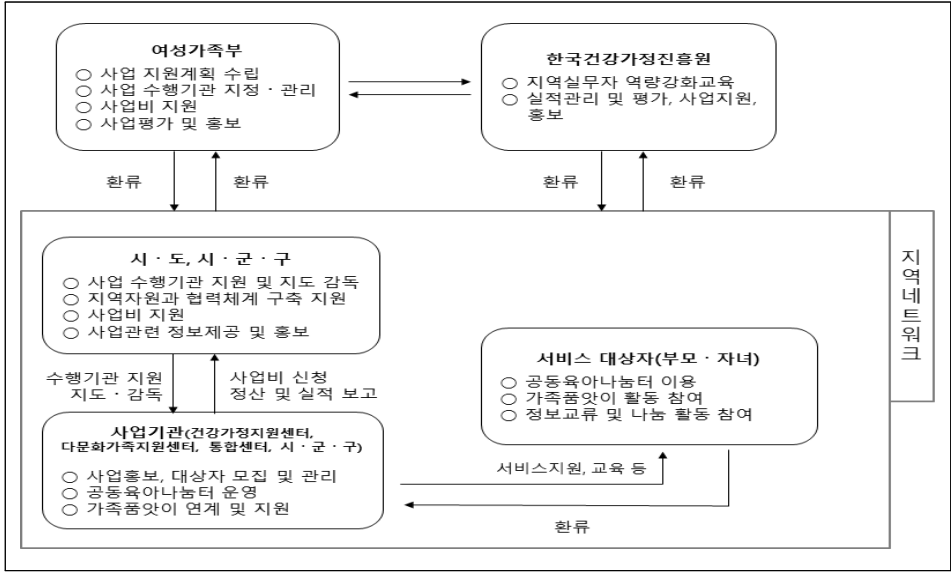 여성가족부
○ 사업 지원계획 수립
○ 사업 수행기관 지정 · 관리
○ 사업비 지원
○ 사업평가 및 홍보
한국건강가정진흥원
○ 지역실무자 역량강화교육
○ 실적관리 및 평가, 사업지원,
홍보
환류
환류
환류
환류
지역네트워크
시 · 도, 시 · 군 · 구
○ 사업 수행기관 지원 및 지도 감독
○ 지역자원과 협력체계 구축 지원
○ 사업비 지원
○ 사업관련 정보제공 및 홍보
수행기관 지원
지도 · 감독
사업비 신청
정산 및 실적 보고
서비스 대상자(부모 · 자녀)
○ 공동육아나눔터 이용
○ 가족품앗이 활동 참여
○ 정보교류 및 나눔 활동 참여
사업기관(건강가정지원센터,
다문화가족지원센터, 통합센터, 시 · 군 · 구)
○ 사업홍보, 대상자 모집 및 관리
○ 공동육아나눔터 운영
○ 가족품앗이 연계 및 지원
서비스지원, 교육 등
환류